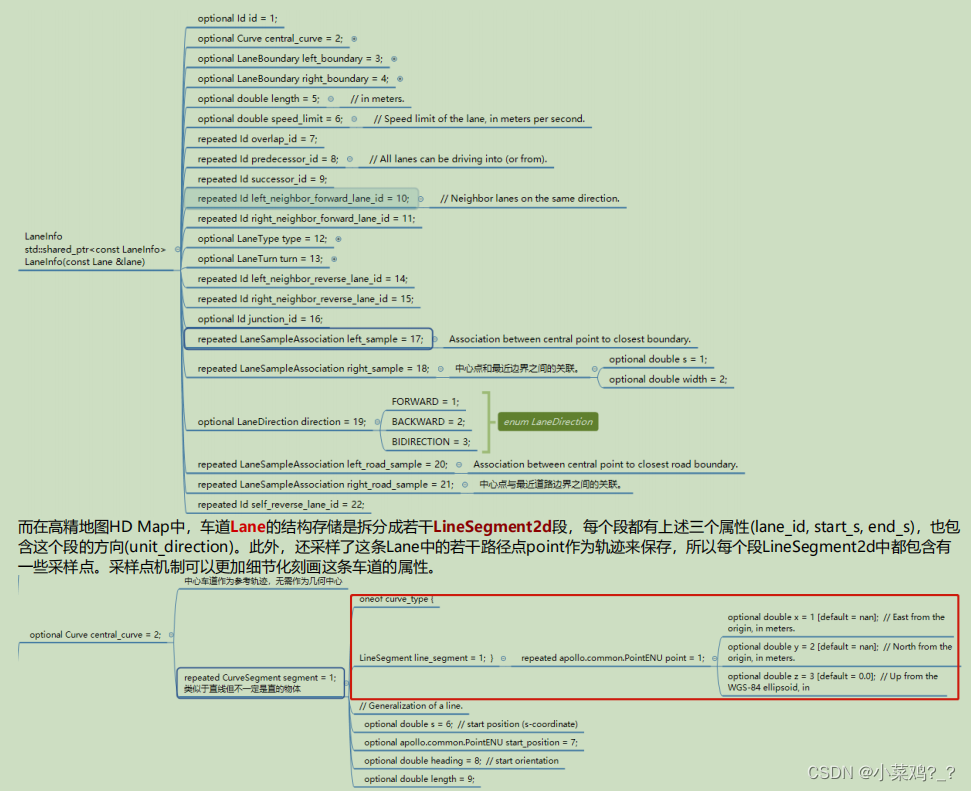 optional Id id = 1;
optional Curve central_curve = 2;
optional LaneBoundary left_boundary = 3;
optional LaneBoundary right_boundary = 4;
optional double length = 5; // in meters.
optional double speed_limit = 6; // Speed limit of the lane, in meters per second.
repeated Id overlap_id = 7;
repeated Id predecessor_id = 8; // All lanes can be driving into (or from).
repeated Id successor_id = 9;
repeated Id left_neighbor_forward_lane_id = 10; // Neighbor lanes on the same direction.
repeated Id right_neighbor_forward_lane_id = 11;
LaneInfo
std::shared_ptr<const LaneInfo>
LaneInfo(const Lane &lane)
optional LaneType type = 12;
optional LaneTurn turn = 13;
repeated Id left_neighbor_reverse_lane_id = 14;
repeated Id right_neighbor_reverse_lane_id = 15;
optional Id junction_id = 16;
repeated LaneSampleAssociation left_sample = 17; Association between central point to closest boundary.
repeated LaneSampleAssociation right_sample = 18; 中心点和最近边界之间的关联。
optional double s = 1;
optional double width = 2;
optional LaneDirection direction = 19;
FORWARD = 1;
BACKWARD = 2;
BIDIRECTION = 3;
enum LaneDirection
repeated LaneSampleAssociation left_road_sample = 20; Association between central point to closest road boundary.
repeated LaneSampleAssociation right_road_sample = 21; 中心点与最近道路边界之间的关联。
repeated Id self_reverse_lane_id = 22;
而在高精地图HD Map中，车道Lane的结构存储是拆分成若干LineSegment2d段，每个段都有上述三个属性(lane_id, start_s, end_s)，也包
含这个段的方向(unit_direction)。此外，还采样了这条Lane中的若干路径点point作为轨迹来保存，所以每个段LineSegment2d中都包含有
一些采样点。采样点机制可以更加细节化刻画这条车道的属性。
中心车道作为参考轨迹，无需作为几何中心
optional Curve central_curve = 2;
repeated CurveSegment segment = 1;
类似于直线但不一定是直的物体
oneof curve_type {
LineSegment line_segment = 1; } repeated apollo.common.PointENU point = 1;
optional double x = 1 [default = nan]; // East from the
origin, in meters.
optional double y = 2 [default = nan]; // North from the
origin, in meters.
optional double z = 3 [default = 0.0]; // Up from the
WGS-84 ellipsoid, in
// Generalization of a line.
optional double s = 6; // start position (s-coordinate)
optional apollo.common.PointENU start_position = 7;
optional double heading = 8; // start orientation
optional double length = 9;
CSDN @小菜鸡?_?